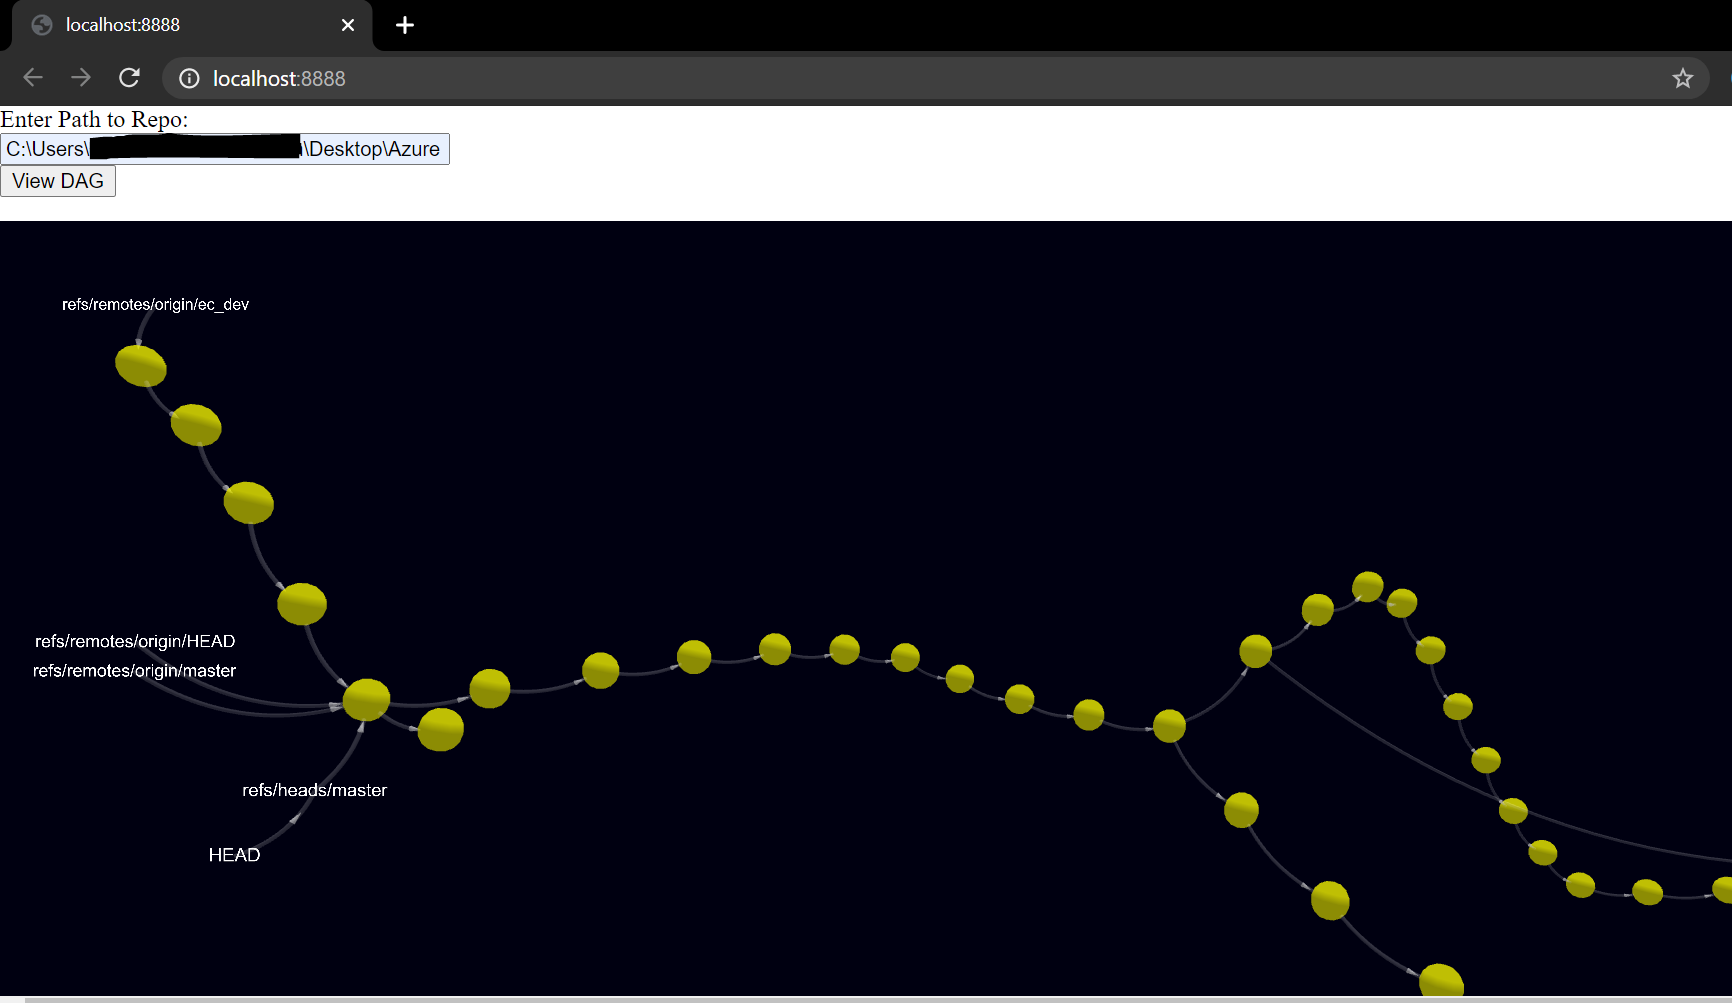 localhost:8888
localhost:8888
Enter Path to Repo:
C:\Users\ \Desktop\Azure
View DAG
refs/remotes/origin/ec_dev
refs/remotes/origin/HEAD
refs/remotes/origin/master
refs/heads/master
HEAD